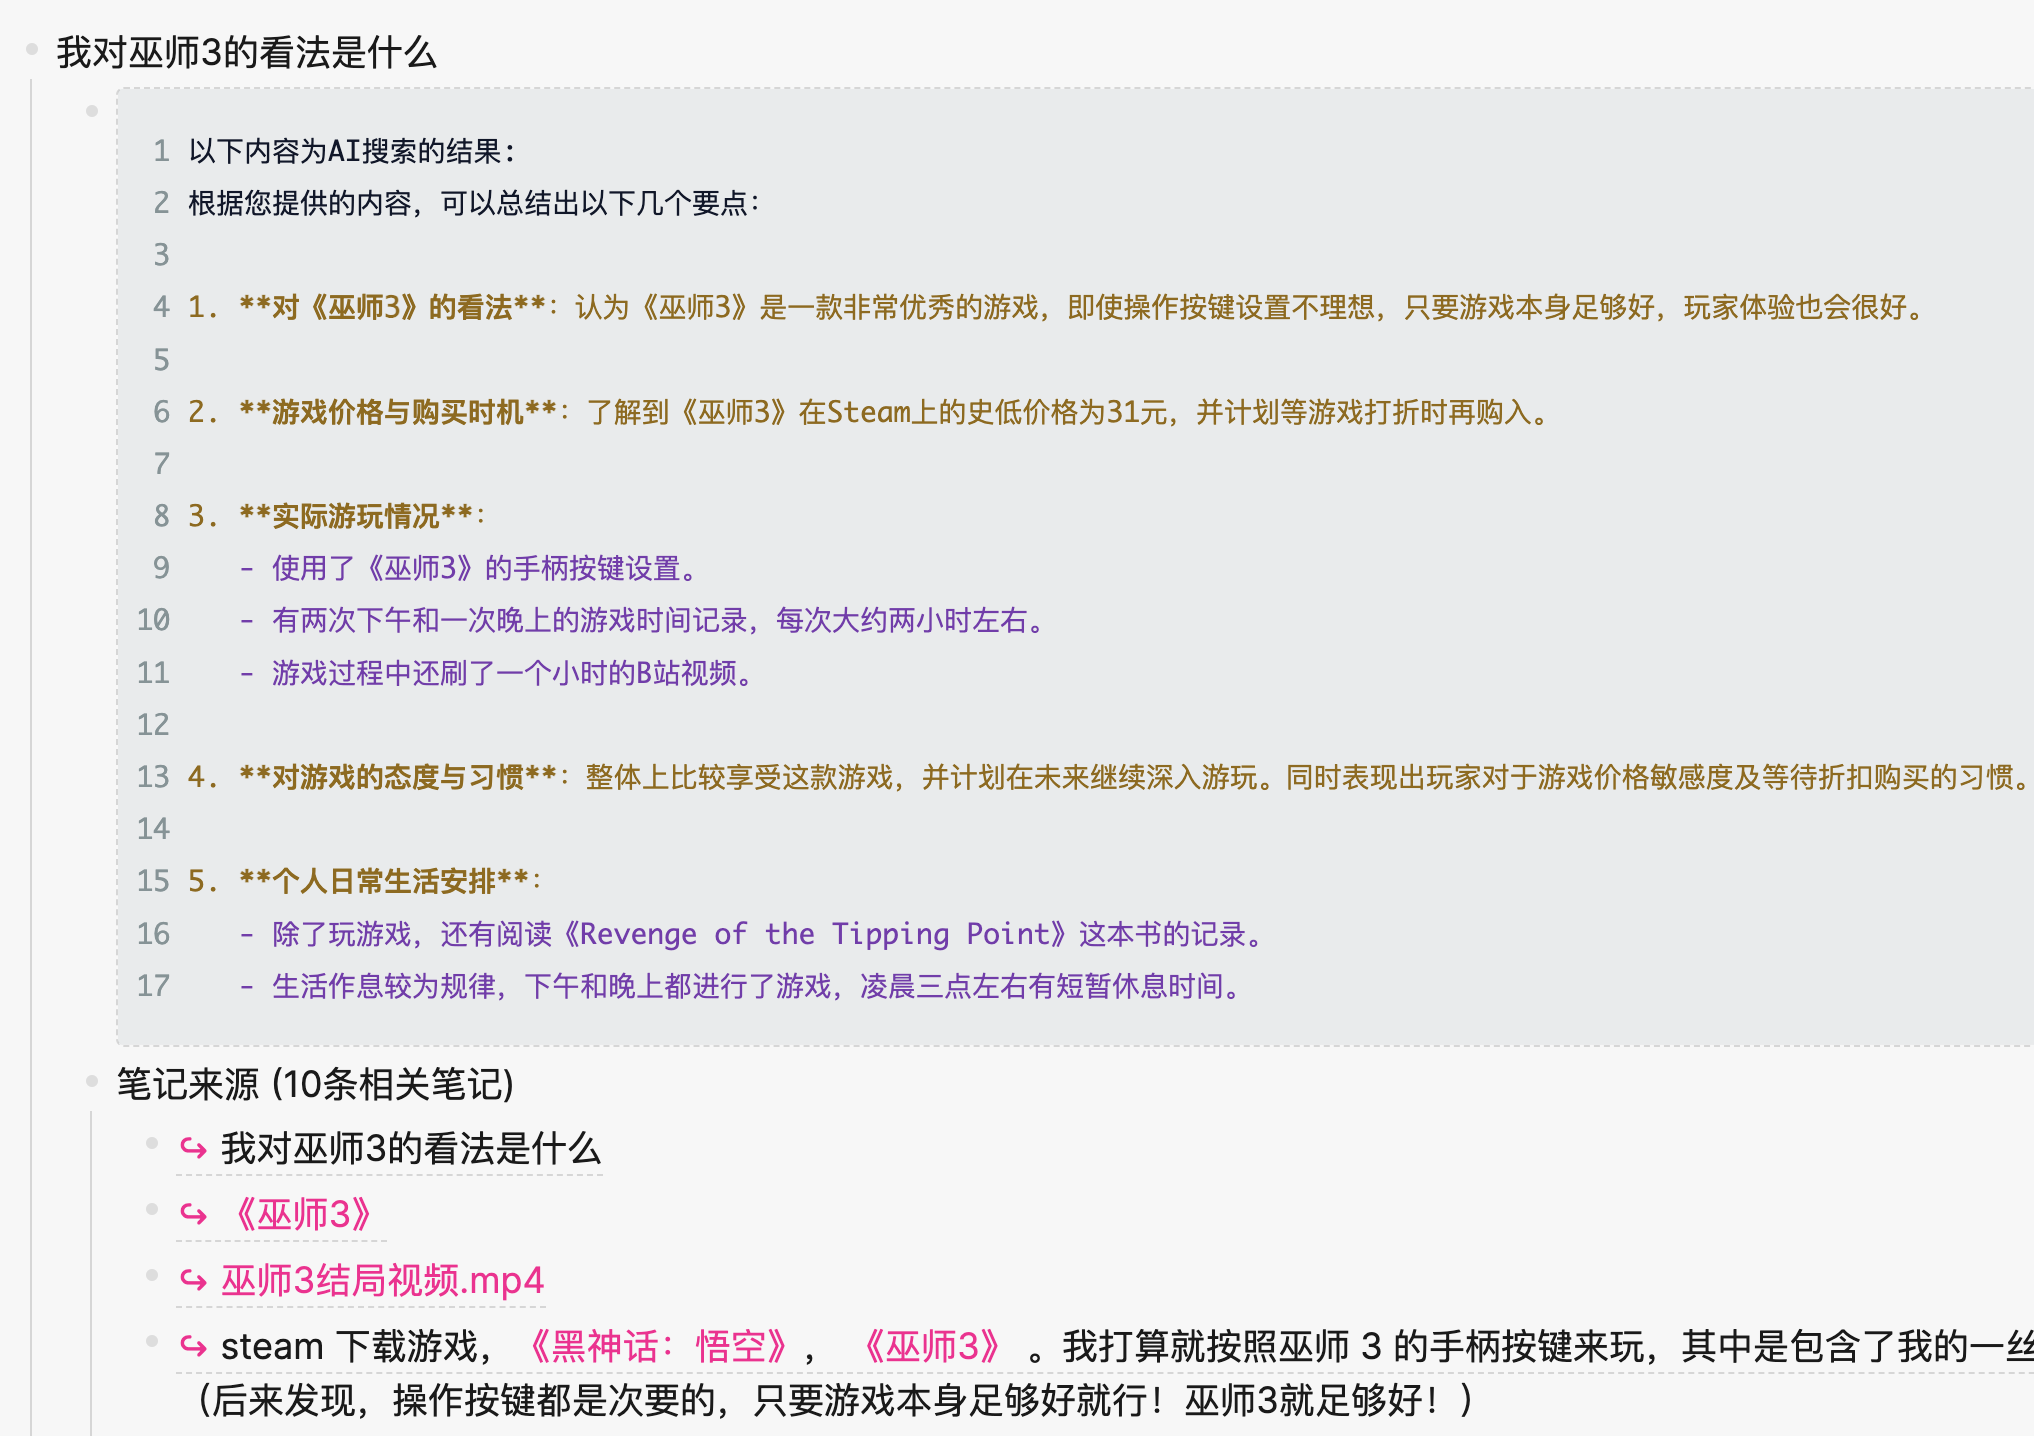 我对巫师3的看法是什么
1 以下内容为AI搜索的结果：
2 根据您提供的内容，可以总结出以下几个要点：
3
4 1. **对《巫师3》的看法**：认为《巫师3》是一款非常优秀的游戏，即使操作按键设置不理想，只要游戏本身足够好，玩家体验也会很好。
5
6 2. **游戏价格与购买时机**：了解到《巫师3》在Steam上的史低价格为31元，并计划等游戏打折时再购入。
7
8 3. **实际游玩情况**：
9 - 使用了《巫师3》的手柄按键设置。
10 - 有两次下午和一次晚上的游戏时间记录，每次大约两小时左右。
11 - 游戏过程中还刷了一个小时的B站视频。
12
13 4. **对游戏的态度与习惯**：整体上比较享受这款游戏，并计划在未来继续深入游玩。同时表现出玩家对于游戏价格敏感度及等待折扣购买的习惯。
14
15 5. **个人日常生活安排**：
16 - 除了玩游戏，还有阅读《Revenge of the Tipping Point》这本书的记录。
17 - 生活作息较为规律，下午和晚上都进行了游戏，凌晨三点左右有短暂休息时间。
笔记来源 (10条相关笔记)
↪ 我对巫师3的看法是什么
↪ 《巫师3》
↪ 巫师3结局视频.mp4
↪ steam 下载游戏，《黑神话：悟空》，《巫师3》。我打算就按照巫师 3 的手柄按键来玩，其中是包含了我的一丝
（后来发现，操作按键都是次要的，只要游戏本身足够好就行！巫师3就足够好！）